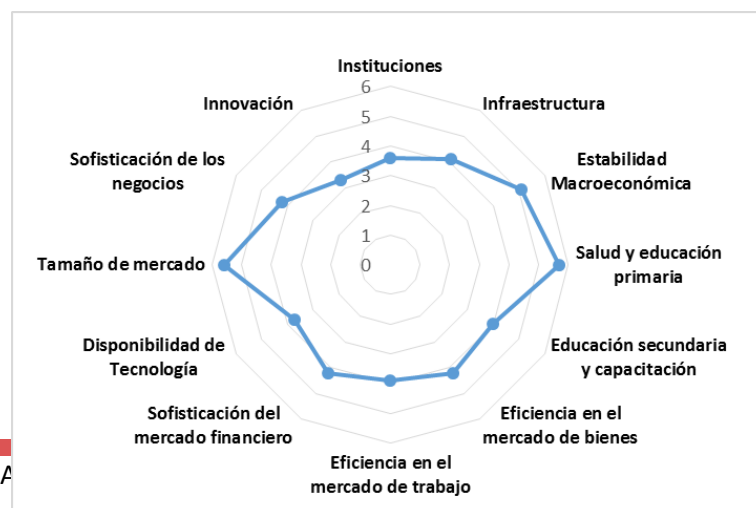 Instituciones
Infraestructura
Estabilidad
Macroeconómica
Salud y educación
primaria
Educación secundaria
y capacitación
Eficiencia en el
mercado de bienes
Eficiencia en el
mercado de trabajo
Sofisticación del
mercado financiero
Disponibilidad de
Tecnología
Tamaño de mercado
Sofisticación de los
negocios
Innovación
6
5
4
3
2
1
0
A